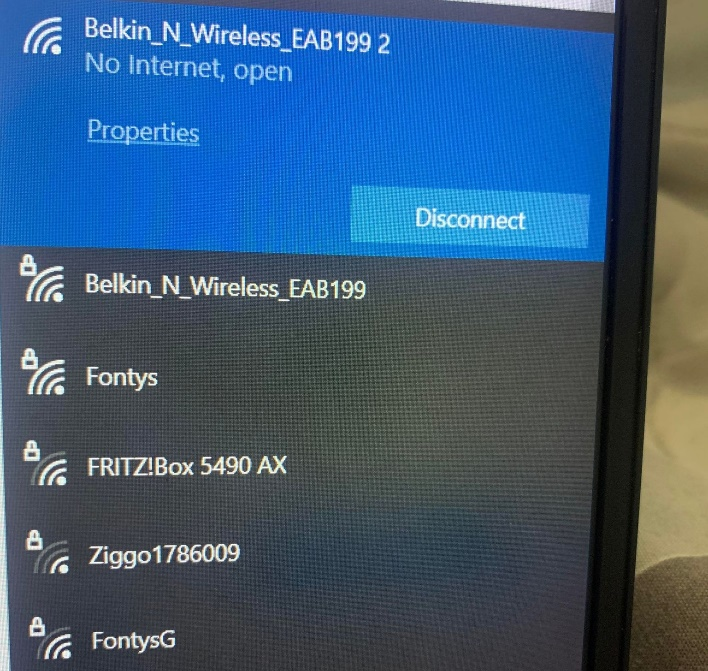 Belkin_N_Wireless_EAB199 2
No Internet, open
Properties
Disconnect
Belkin_N_Wireless_EAB199
Fontys
FRITZ!Box 5490 AX
Ziggo1786009
FontysG